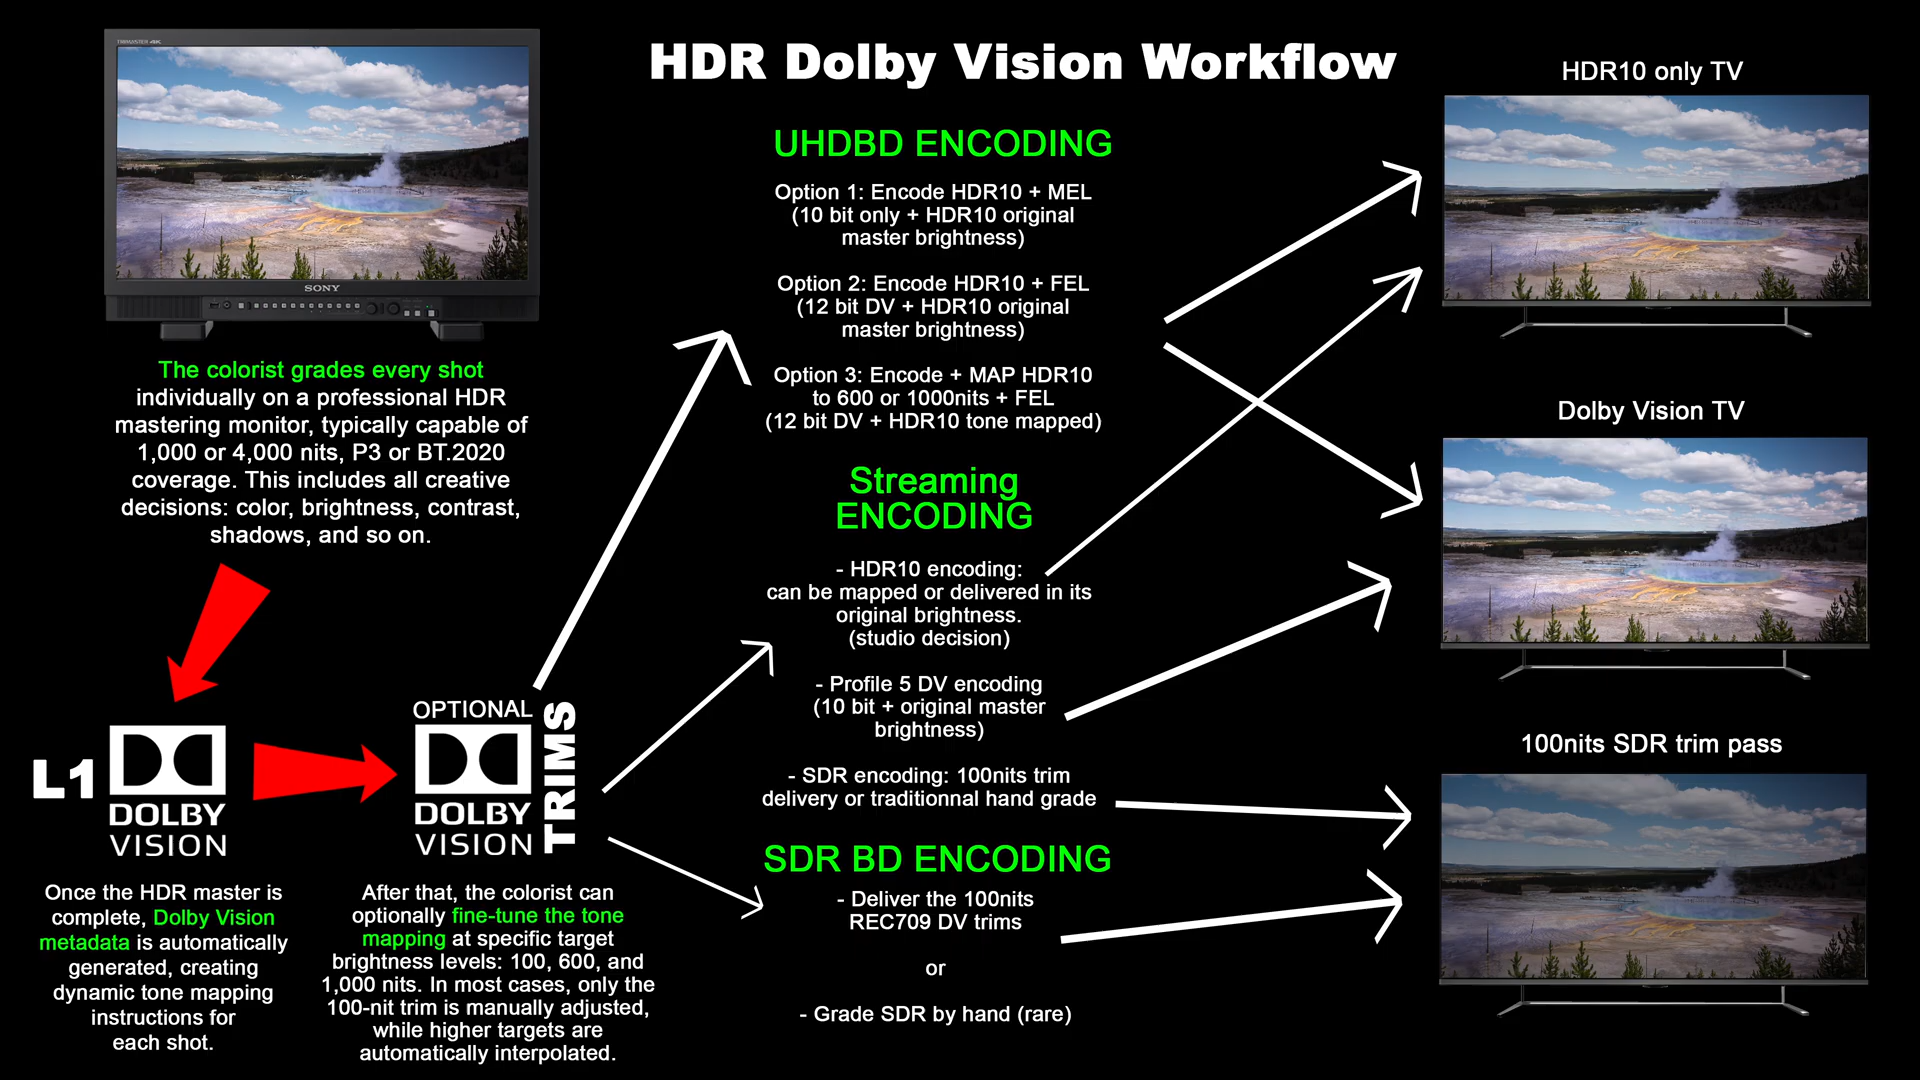 HDR Dolby Vision Workflow
TRIMASTER 4K
SONY
The colorist grades every shot
individually on a professional HDR
mastering monitor, typically capable of
1,000 or 4,000 nits, P3 or BT.2020
coverage. This includes all creative
decisions: color, brightness, contrast,
shadows, and so on.
L1
DOLBY
VISION
Once the HDR master is
complete, Dolby Vision
metadata is automatically
generated, creating
dynamic tone mapping
instructions for
each shot.
OPTIONAL
DOLBY
VISION
TRIMS
After that, the colorist can
optionally fine-tune the tone
mapping at specific target
brightness levels: 100, 600, and
1,000 nits. In most cases, only the
100-nit trim is manually adjusted,
while higher targets are
automatically interpolated.
UHDBD ENCODING
Option 1: Encode HDR10 + MEL
(10 bit only + HDR10 original
master brightness)
Option 2: Encode HDR10 + FEL
(12 bit DV + HDR10 original
master brightness)
Option 3: Encode + MAP HDR10
to 600 or 1000nits + FEL
(12 bit DV + HDR10 tone mapped)
Streaming
ENCODING
- HDR10 encoding:
can be mapped or delivered in its
original brightness.
(studio decision)
- Profile 5 DV encoding
(10 bit + original master
brightness)
- SDR encoding: 100nits trim
delivery or traditionnal hand grade
SDR BD ENCODING
- Deliver the 100nits
REC709 DV trims
or
- Grade SDR by hand (rare)
HDR10 only TV
Dolby Vision TV
100nits SDR trim pass